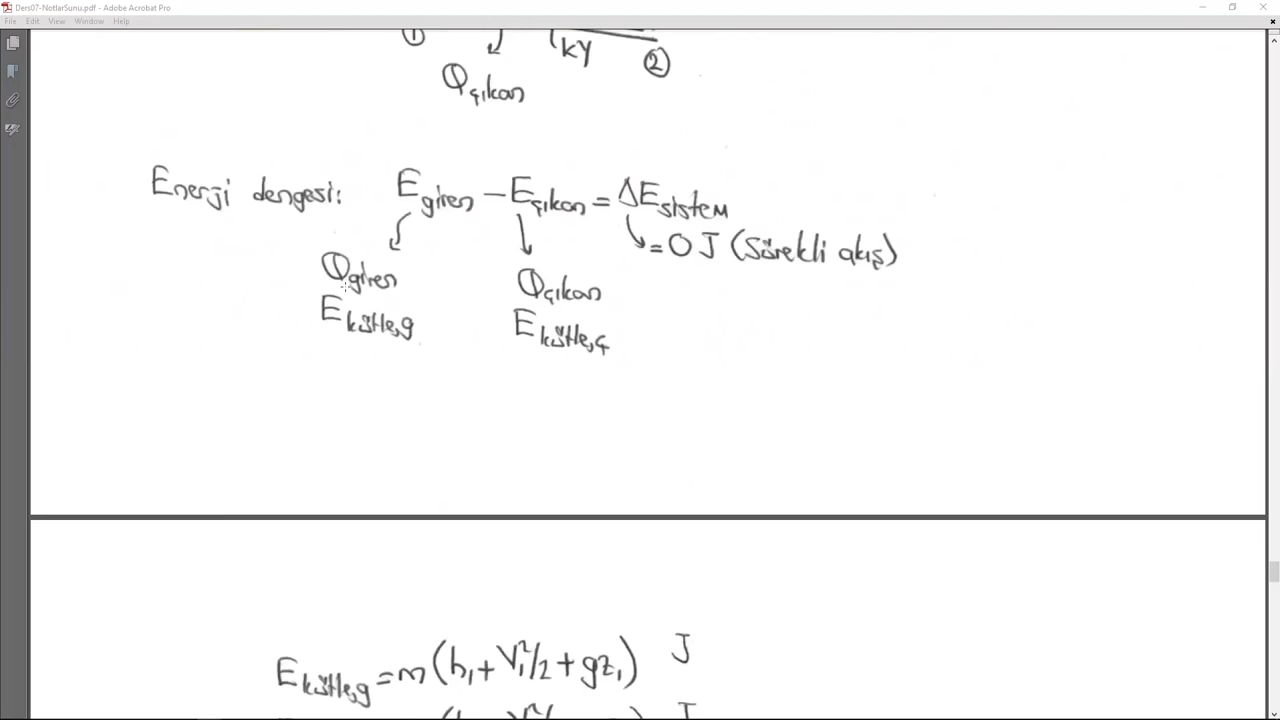 Ders07-NotlarSunu.pdf - Adobe Acrobat Pro
File Edit View Window Help
① KY ②
Qçıkan
Enerji dengesi: Egiren − Eçıkan = ΔEsistem
= 0 J (Sürekli akış)
Qgiren Qçıkan
Ekütle,g Ekütle,ç
Ekütle,g = m(h₁ + V₁²/2 + gz₁) J